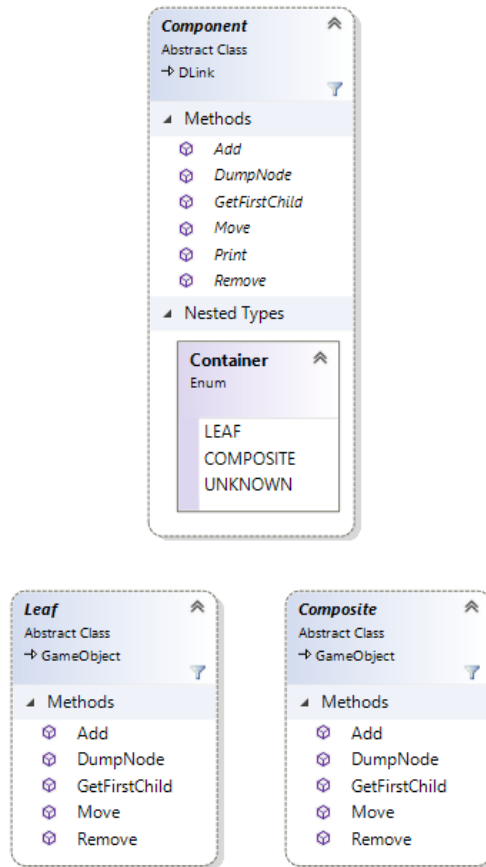 Component
Abstract Class
→ DLink
Methods
Add
DumpNode
GetFirstChild
Move
Print
Remove
Nested Types
Container
Enum
LEAF
COMPOSITE
UNKNOWN
Leaf
Abstract Class
→ GameObject
Methods
Add
DumpNode
GetFirstChild
Move
Remove
Composite
Abstract Class
→ GameObject
Methods
Add
DumpNode
GetFirstChild
Move
Remove